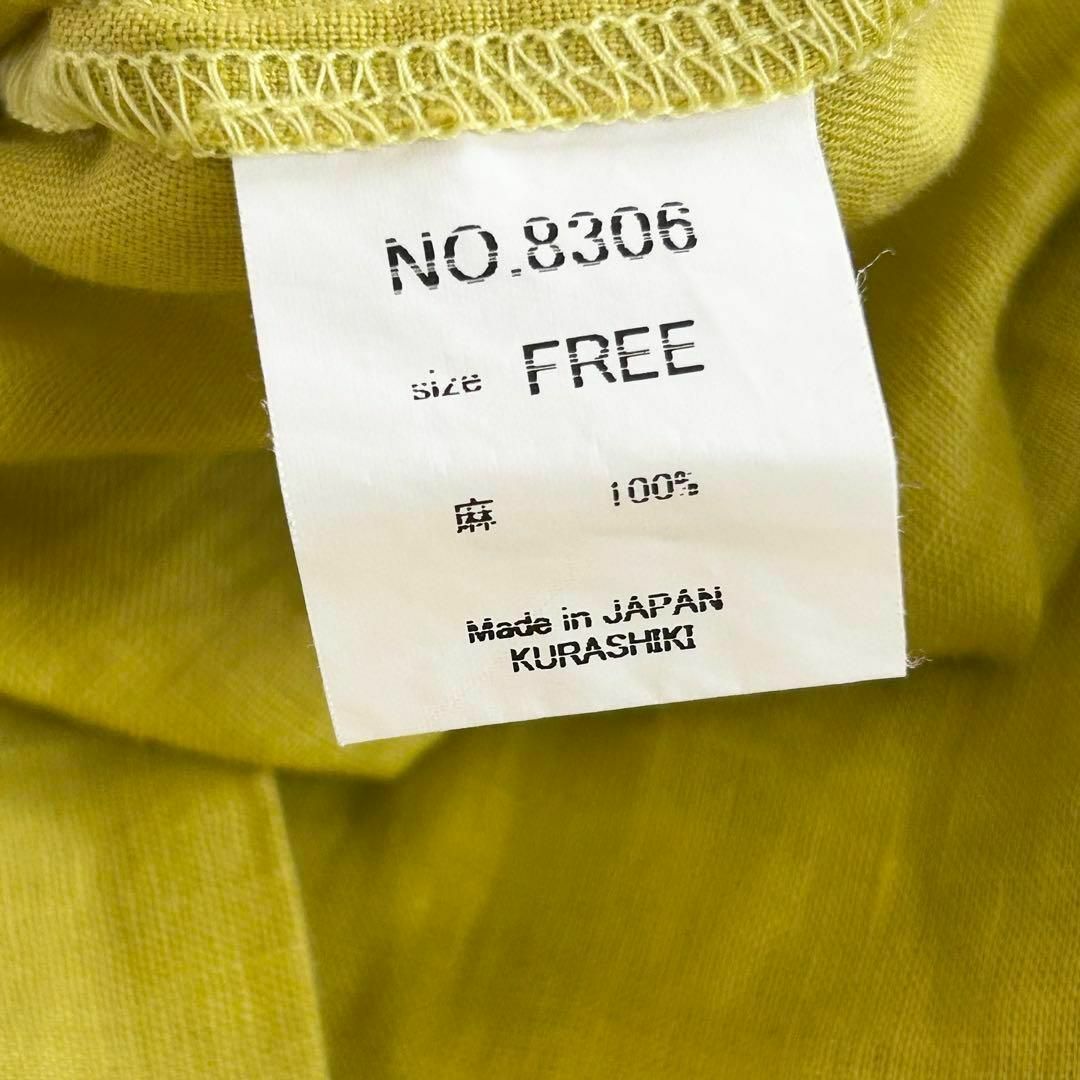 NO.8306
size FREE
麻 100%
Made in JAPAN
KURASHIKI